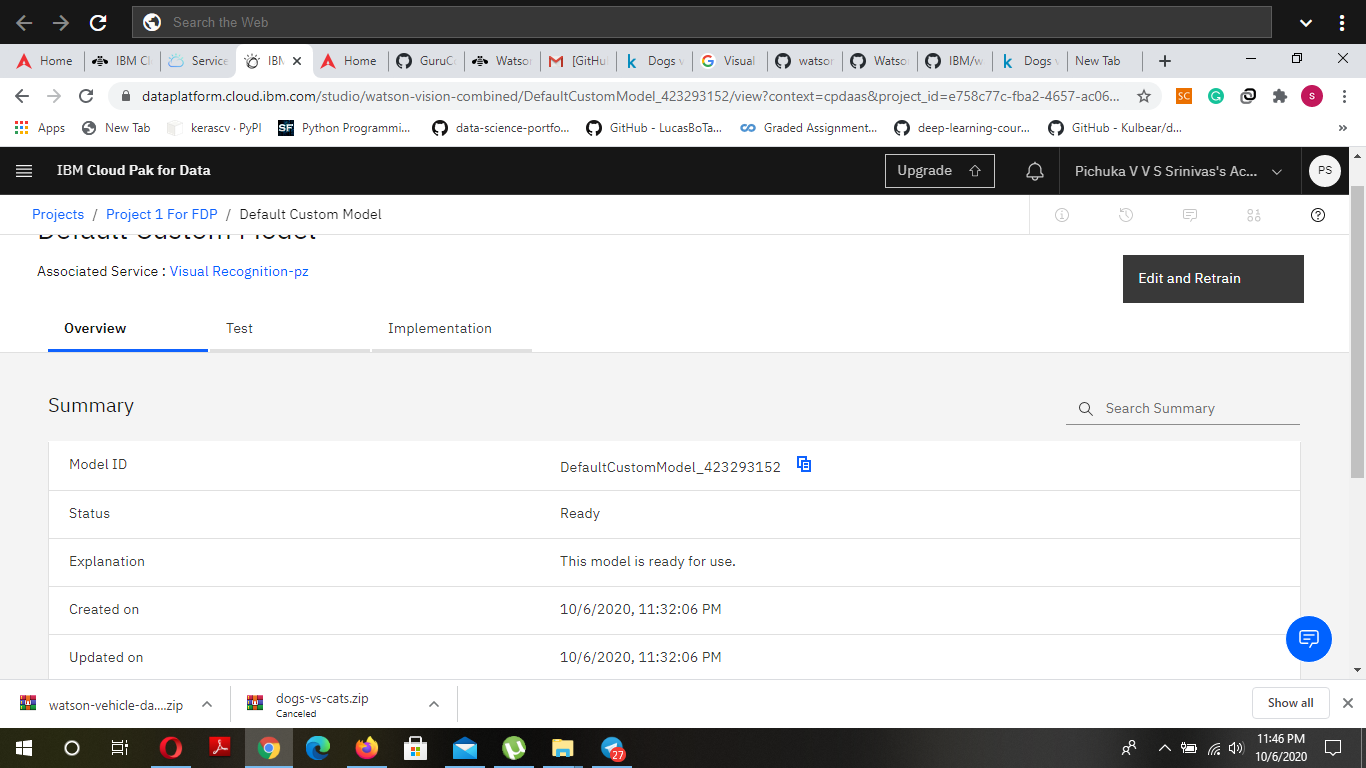 Search the Web
Home
IBM Cl
Service
IBM
Home
GuruCo
Watson
[GitHu
Dogs v
Visual
watson
Watso
IBM/w
Dogs v
New Tab
dataplatform.cloud.ibm.com/studio/watson-vision-combined/DefaultCustomModel_423293152/view?context=cpdaas&project_id=e758c77c-fba2-4657-ac06...
SC
S
Apps
New Tab
kerascv · PyPI
SF
Python Programmi...
data-science-portfo...
GitHub - LucasBoTa...
Graded Assignment...
deep-learning-cour...
GitHub - Kulbear/d...
»
IBM Cloud Pak for Data
Upgrade
Pichuka V V S Srinivas's Ac...
PS
Projects / Project 1 For FDP / Default Custom Model
Default Custom Model
Associated Service : Visual Recognition-pz
Edit and Retrain
Overview
Test
Implementation
Summary
Search Summary
Model ID
DefaultCustomModel_423293152
Status
Ready
Explanation
This model is ready for use.
Created on
10/6/2020, 11:32:06 PM
Updated on
10/6/2020, 11:32:06 PM
watson-vehicle-da....zip
dogs-vs-cats.zip
Canceled
Show all
27
11:46 PM
10/6/2020